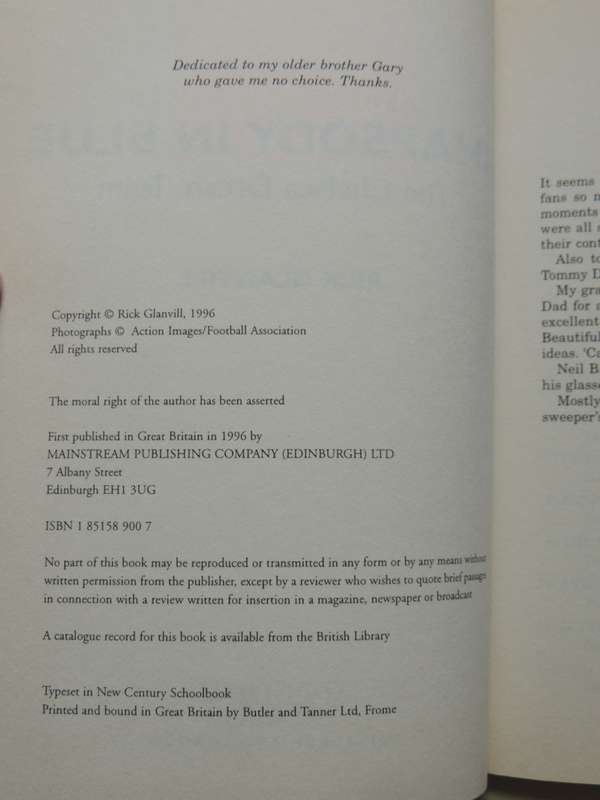 Dedicated to my older brother Gary
who gave me no choice. Thanks.
Copyright © Rick Glanvill, 1996
Photographs © Action Images/Football Association
All rights reserved
The moral right of the author has been asserted
First published in Great Britain in 1996 by
MAINSTREAM PUBLISHING COMPANY (EDINBURGH) LTD
7 Albany Street
Edinburgh EH1 3UG
ISBN 1 85158 900 7
No part of this book may be reproduced or transmitted in any form or by any means without
written permission from the publisher, except by a reviewer who wishes to quote brief passages
in connection with a review written for insertion in a magazine, newspaper or broadcast
A catalogue record for this book is available from the British Library
Typeset in New Century Schoolbook
Printed and bound in Great Britain by Butler and Tanner Ltd, Frome
It seems
fans so
moments
were all
their
Also to
Tommy
My
Dad for
excellent
Beautiful
ideas.
Neil B
his
Mostly
sweeper's